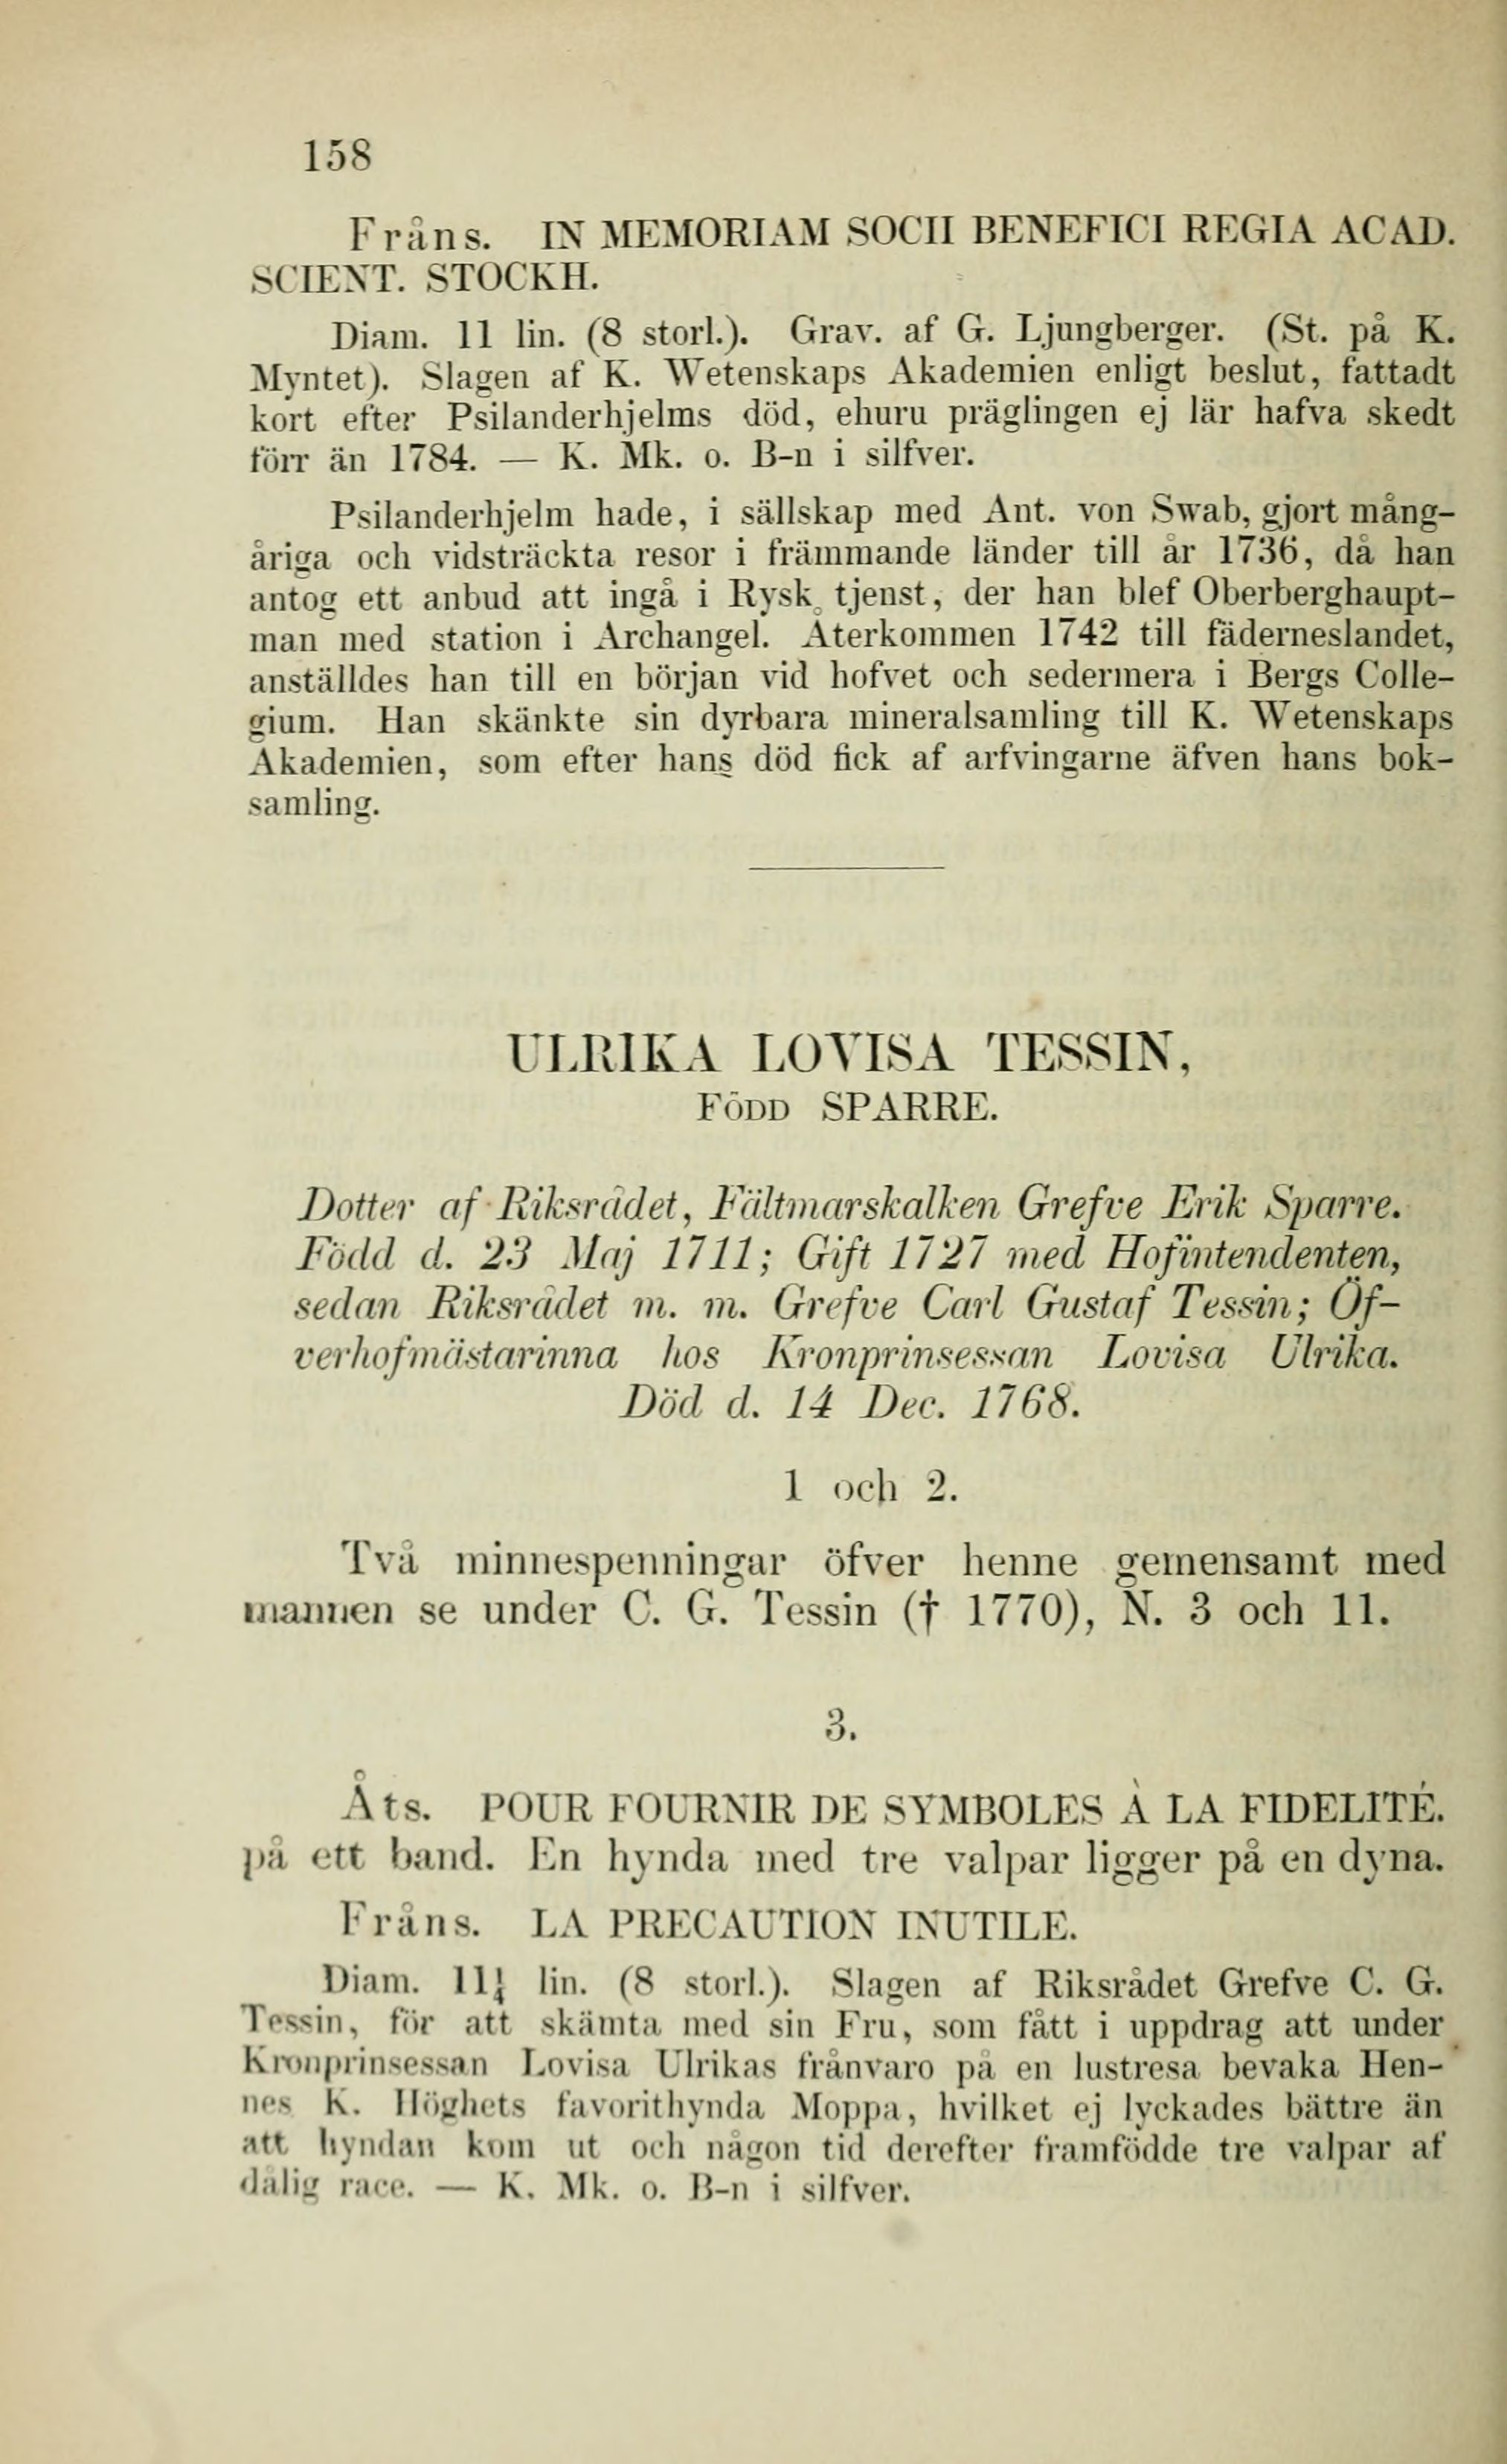 158
Fråns. IN MEMORIAM SOCII BENEFICI REGIA ACAD.
SCIENT. STOCKH.
Diam. 11 lin. (8 storl.). Grav. af G. Ljungberger. (St. på K.
Myntet). Slagen af K. Wetenskaps Akademien enligt beslut, fattadt
kort efter Psilanderhjelms död, ehuru präglingen ej lär hafva skedt
förr än 1784. — K. Mk. o. B-n i silfver.
Psilanderhjelm hade, i sällskap med Ant. von Swab, gjort mång-
åriga och vidsträckta resor i främmande länder till år 1736, då han
antog ett anbud att ingå i Rysk tjenst, der han blef Oberberghaupt-
man med station i Archangel. Återkommen 1742 till fäderneslandet,
anställdes han till en början vid hofvet och sedermera i Bergs Colle-
gium. Han skänkte sin dyrbara mineralsamling till K. Wetenskaps
Akademien, som efter hans död fick af arfvingarne äfven hans bok-
samling.
ULRIKA LOVISA TESSIN,
FÖDD SPARRE.
Dotter af Riksrådet, Fältmarskalken Grefve Erik Sparre.
Född d. 23 Maj 1711; Gift 1727 med Hofintendenten,
sedan Riksrådet m. m. Grefve Carl Gustaf Tessin; Öf-
verhofmästarinna hos Kronprinsessan Lovisa Ulrika.
Död d. 14 Dec. 1768.
1 och 2.
Två minnespenningar öfver henne gemensamt med
mannen se under C. G. Tessin († 1770), N. 3 och 11.
3.
Åts. POUR FOURNIR DE SYMBOLES À LA FIDELITÉ.
på ett band. En hynda med tre valpar ligger på en dyna.
Fråns. LA PRECAUTION INUTILE.
Diam. 11¼ lin. (8 storl.). Slagen af Riksrådet Grefve C. G.
Tessin, för att skämta med sin Fru, som fått i uppdrag att under
Kronprinsessan Lovisa Ulrikas frånvaro på en lustresa bevaka Hen-
nes K. Höghets favorithynda Moppa, hvilket ej lyckades bättre än
att hyndan kom ut och någon tid derefter framfödde tre valpar af
dålig race. — K. Mk. o. B-n i silfver.